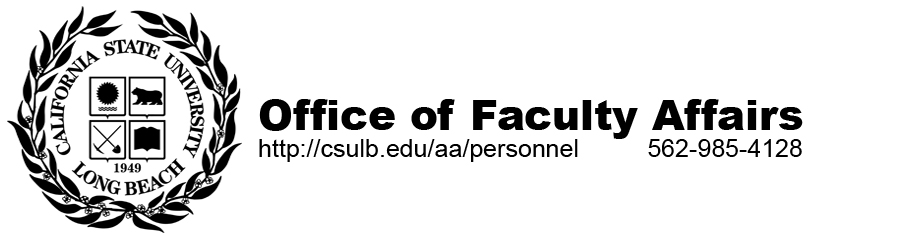 CALIFORNIA STATE UNIVERSITY
1949
LONG BEACH
Office of Faculty Affairs
http://csulb.edu/aa/personnel 562-985-4128